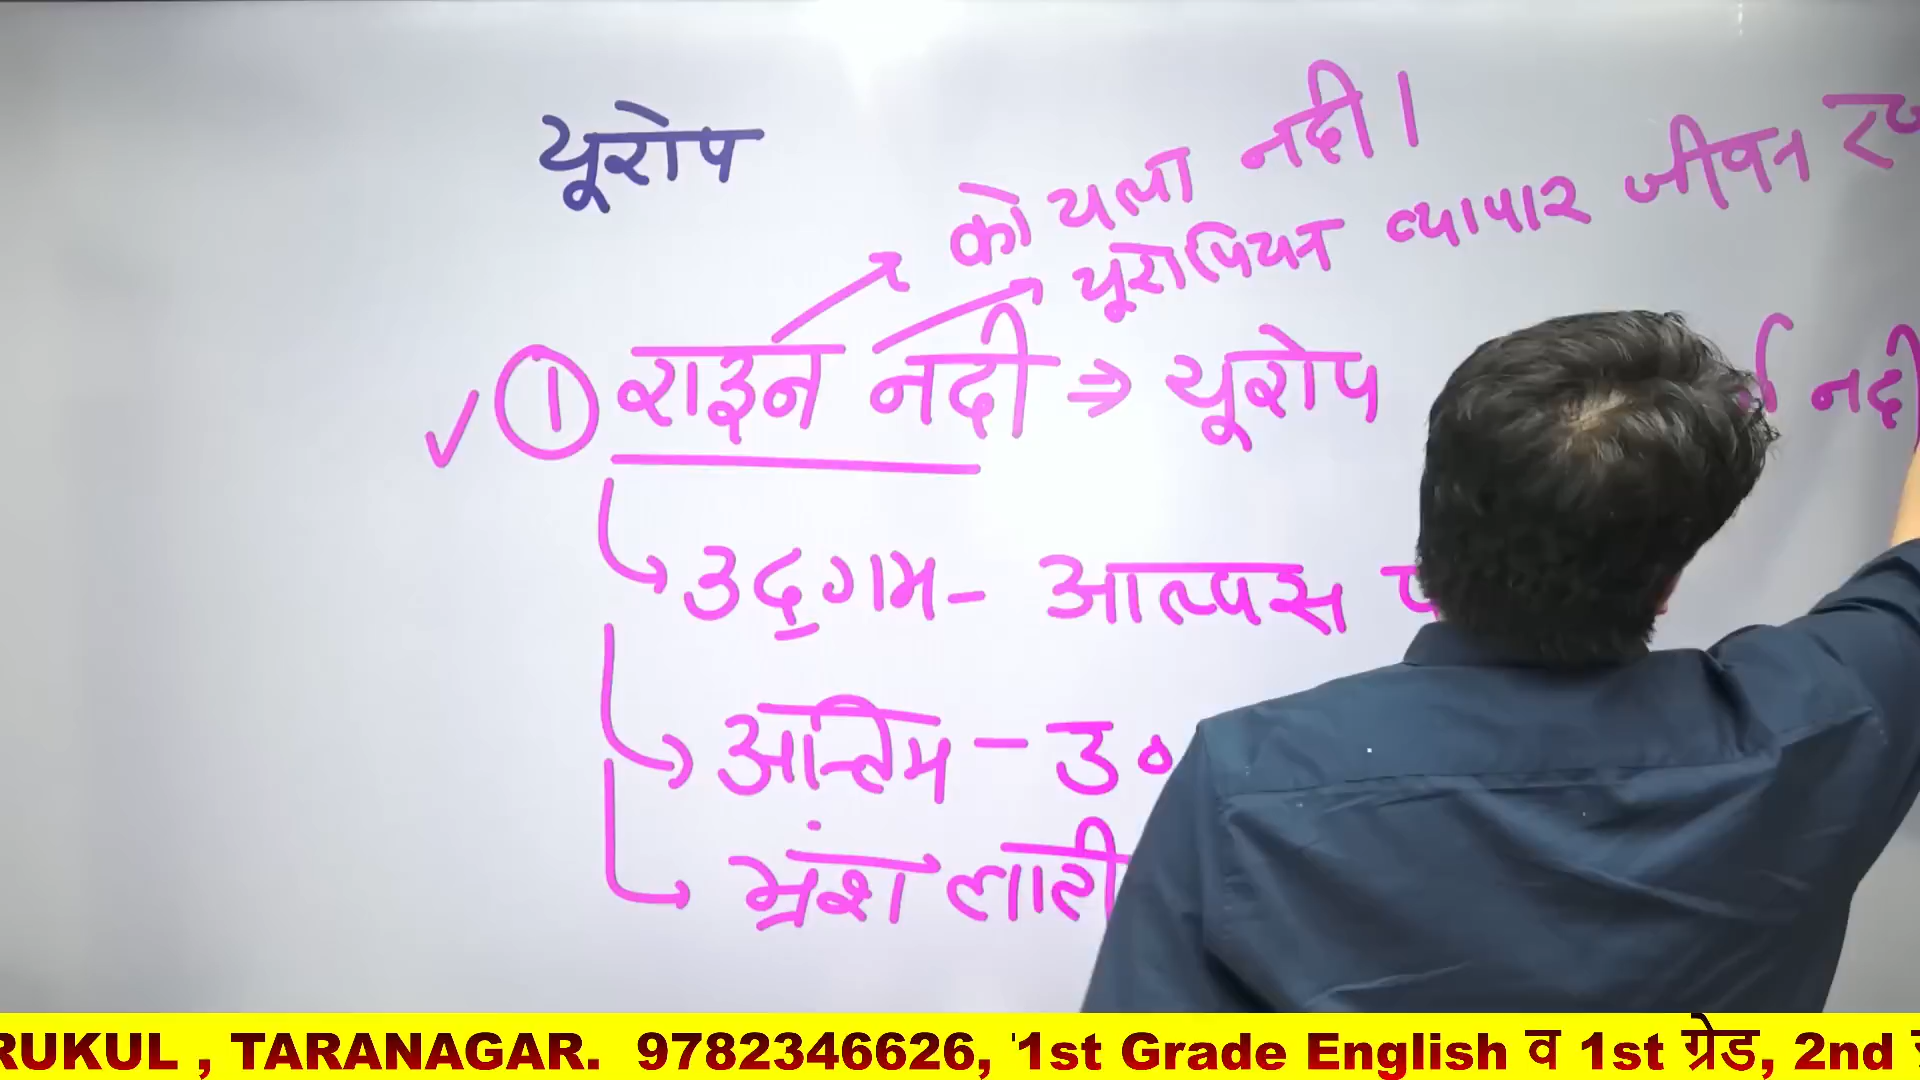 यूरोप
कोयला नदी।
यूरोपियन व्यापार जीवन
① राइन नदी ⇒ यूरोप
नदी
उद्गम - आल्पस
अन्तिम - उ०
भ्रंश
RUKUL , TARANAGAR. 9782346626, '1st Grade English व 1st ग्रेड, 2nd